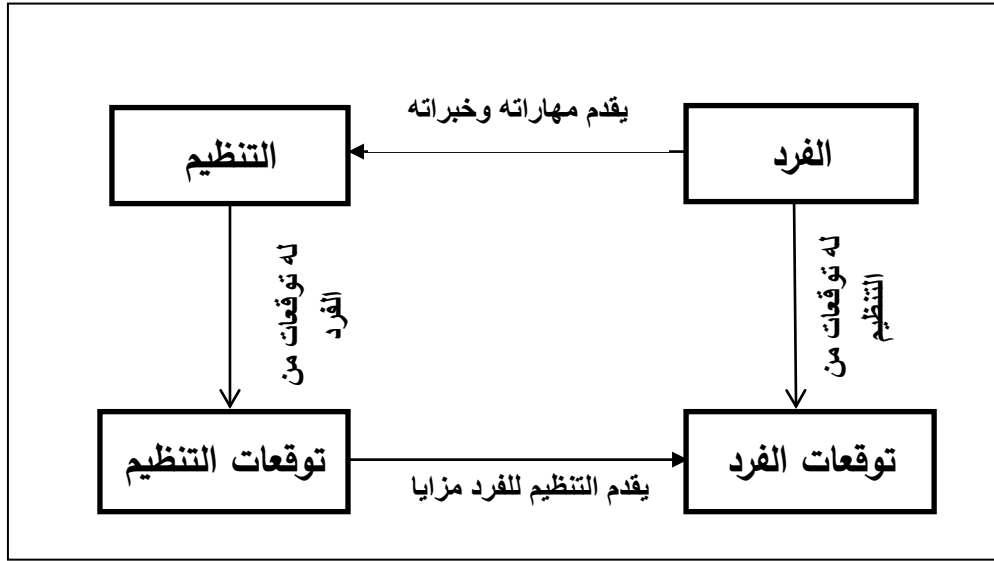 يقدم مهاراته وخبراته
الفرد
التنظيم
له توقعات من
التنظيم
له توقعات من
الفرد
توقعات الفرد
توقعات التنظيم
يقدم التنظيم للفرد مزايا